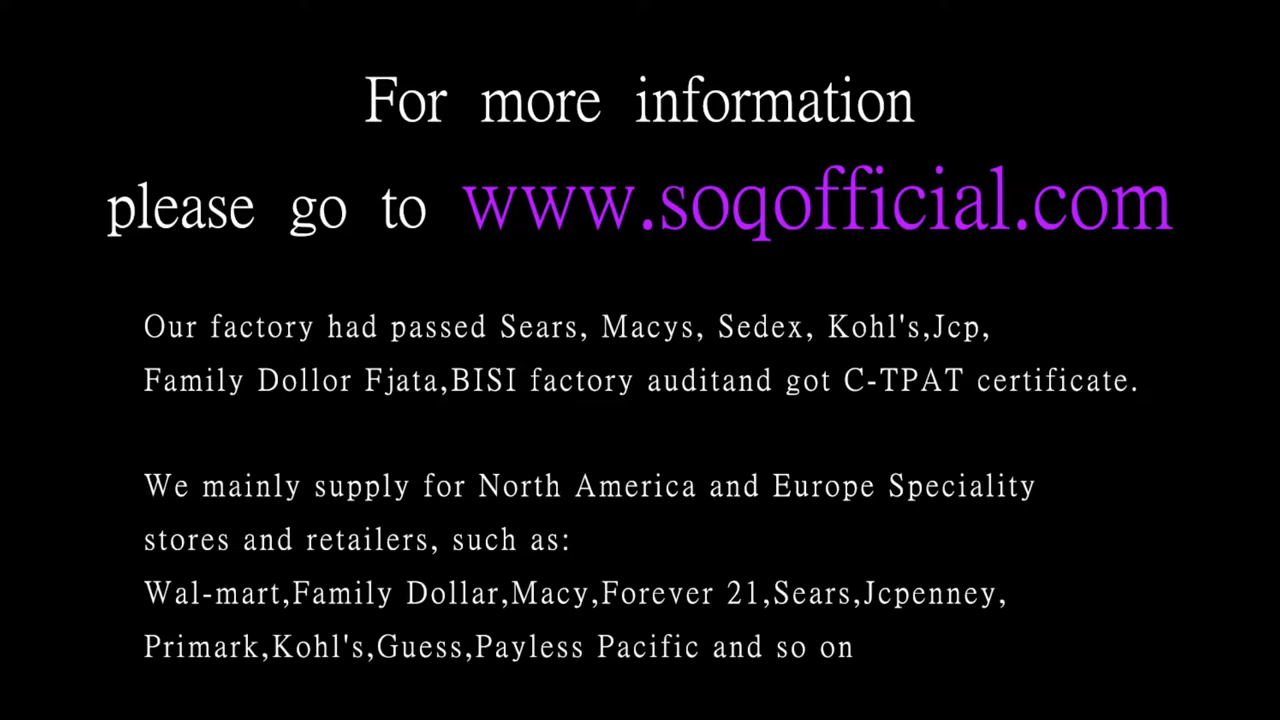 For more information
please go to www.soqofficial.com
Our factory had passed Sears, Macys, Sedex, Kohl's,Jcp,
Family Dollor Fjata,BISI factory auditand got C-TPAT certificate.
We mainly supply for North America and Europe Speciality
stores and retailers, such as:
Wal-mart,Family Dollar,Macy,Forever 21,Sears,Jcpenney,
Primark,Kohl's,Guess,Payless Pacific and so on